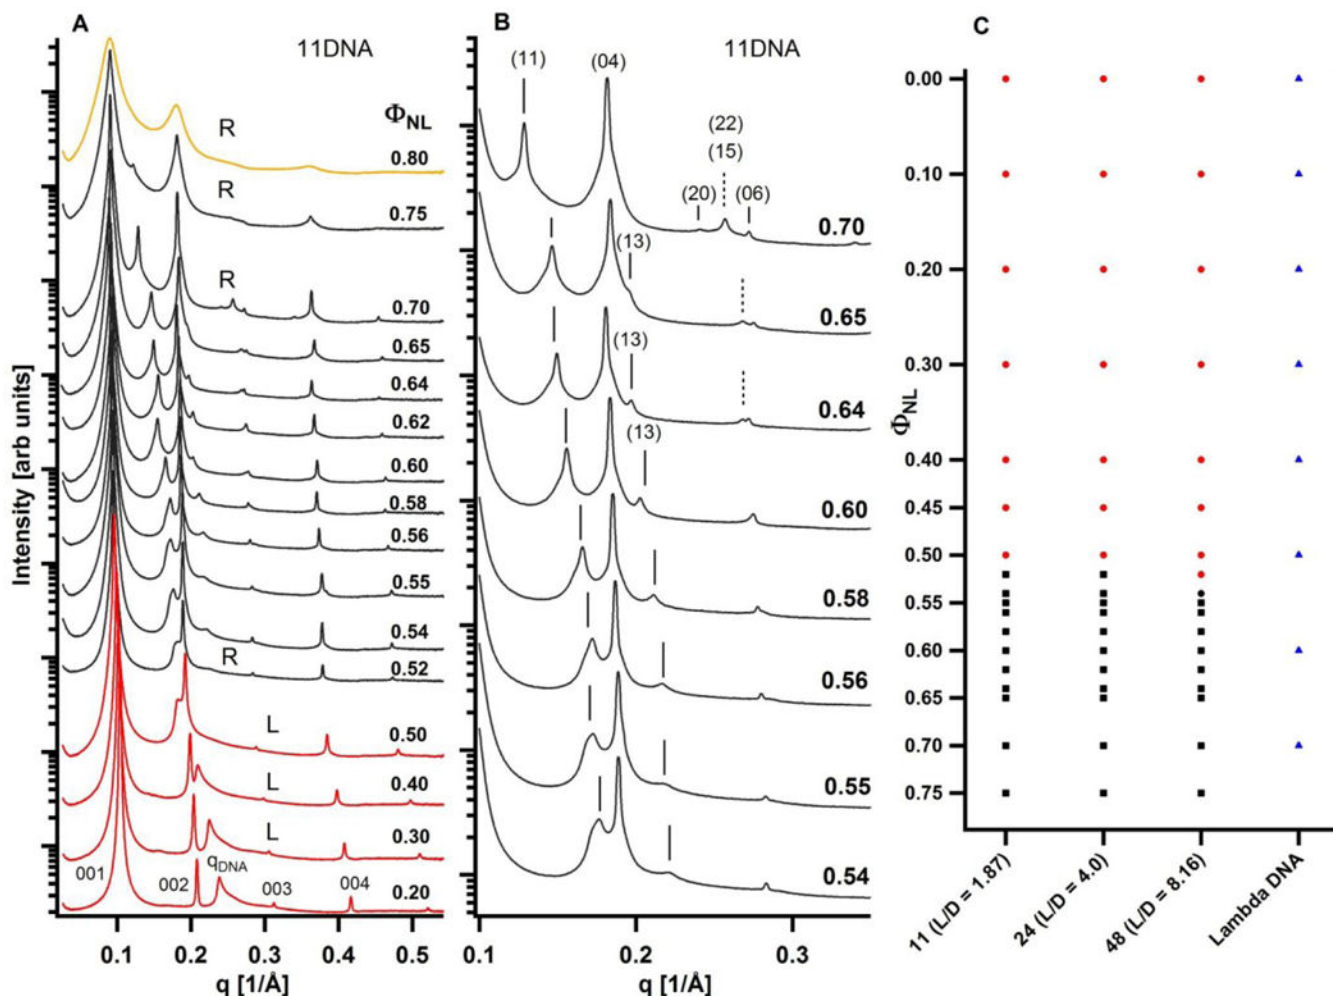 A
11DNA
ΦNL
R
0.80
R
0.75
R
0.70
0.65
0.64
0.62
0.60
0.58
0.56
0.55
0.54
R
0.52
L
0.50
L
0.40
L
0.30
001
002
qDNA
003
004
0.20
Intensity [arb units]
0.1
0.2
0.3
0.4
0.5
q [1/Å]
B
11DNA
(11)
(04)
(22)
(15)
(20)
(06)
0.70
(13)
0.65
(13)
0.64
(13)
0.60
0.58
0.56
0.55
0.54
0.1
0.2
0.3
q [1/Å]
C
0.00
0.10
0.20
0.30
0.40
0.45
0.50
0.55
0.60
0.65
0.70
0.75
ΦNL
11 (L/D = 1.87)
24 (L/D = 4.0)
48 (L/D = 8.16)
Lambda DNA